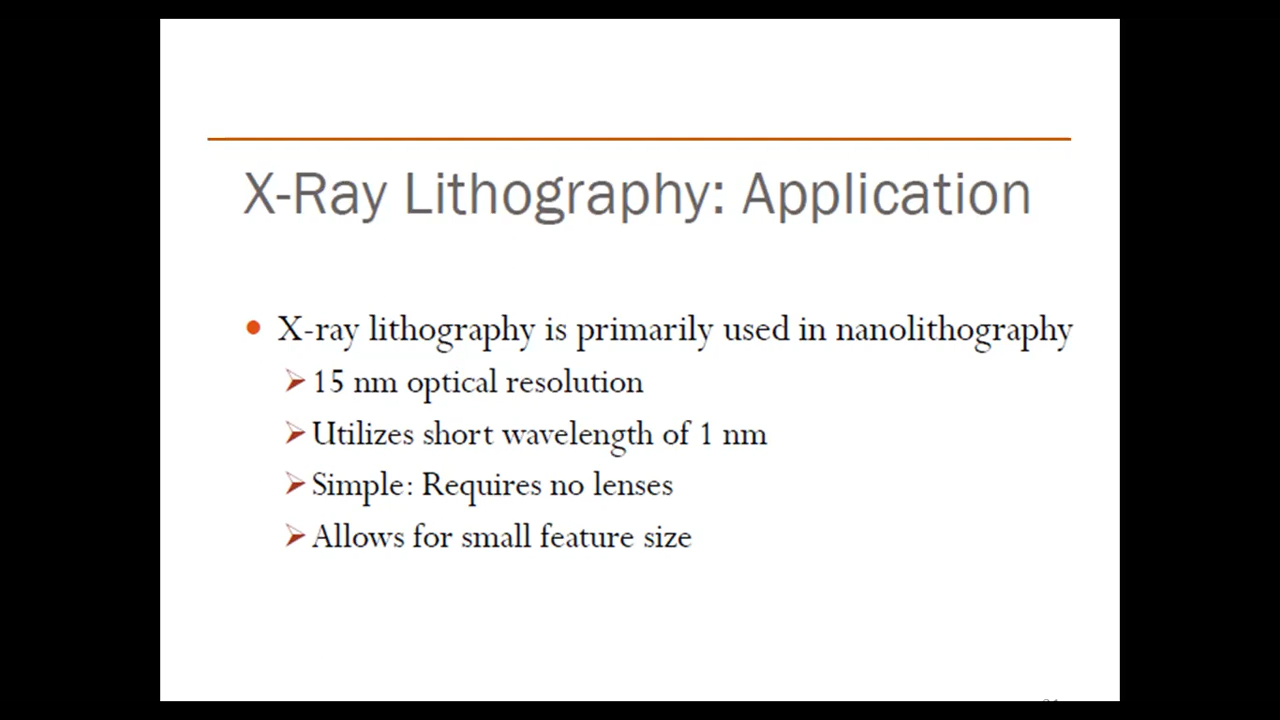 X-Ray Lithography: Application
X-ray lithography is primarily used in nanolithography
15 nm optical resolution
Utilizes short wavelength of 1 nm
Simple: Requires no lenses
Allows for small feature size